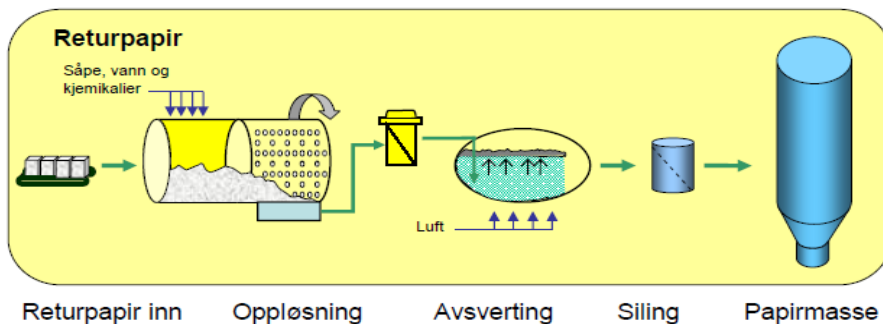 Returpapir
Såpe, vann og
kjemikalier
Luft
Returpapir inn
Oppløsning
Avsverting
Siling
Papirmasse